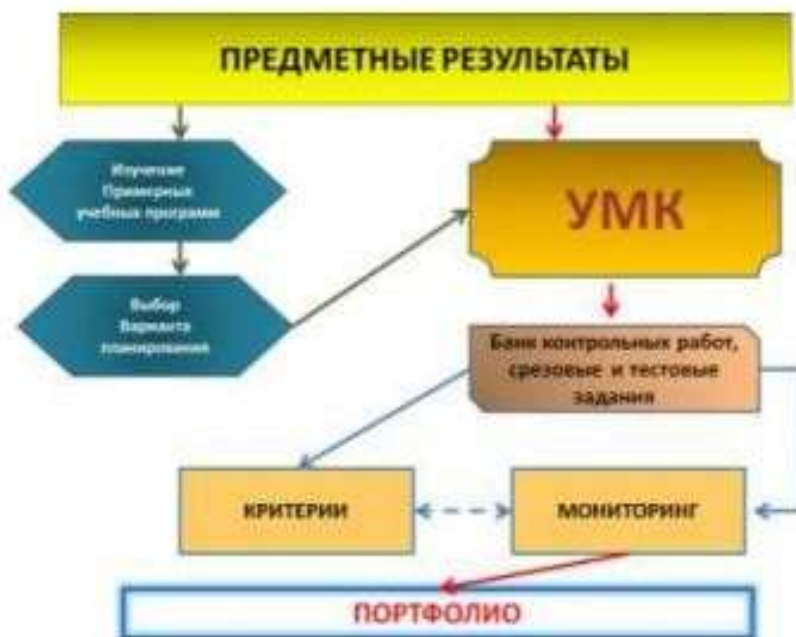 ПРЕДМЕТНЫЕ РЕЗУЛЬТАТЫ
Изучение
Примерных
учебных программ
УМК
Выбор
Варианта
планирования
Банк контрольных работ,
срезовые и тестовые
задания
КРИТЕРИИ
МОНИТОРИНГ
ПОРТФОЛИО